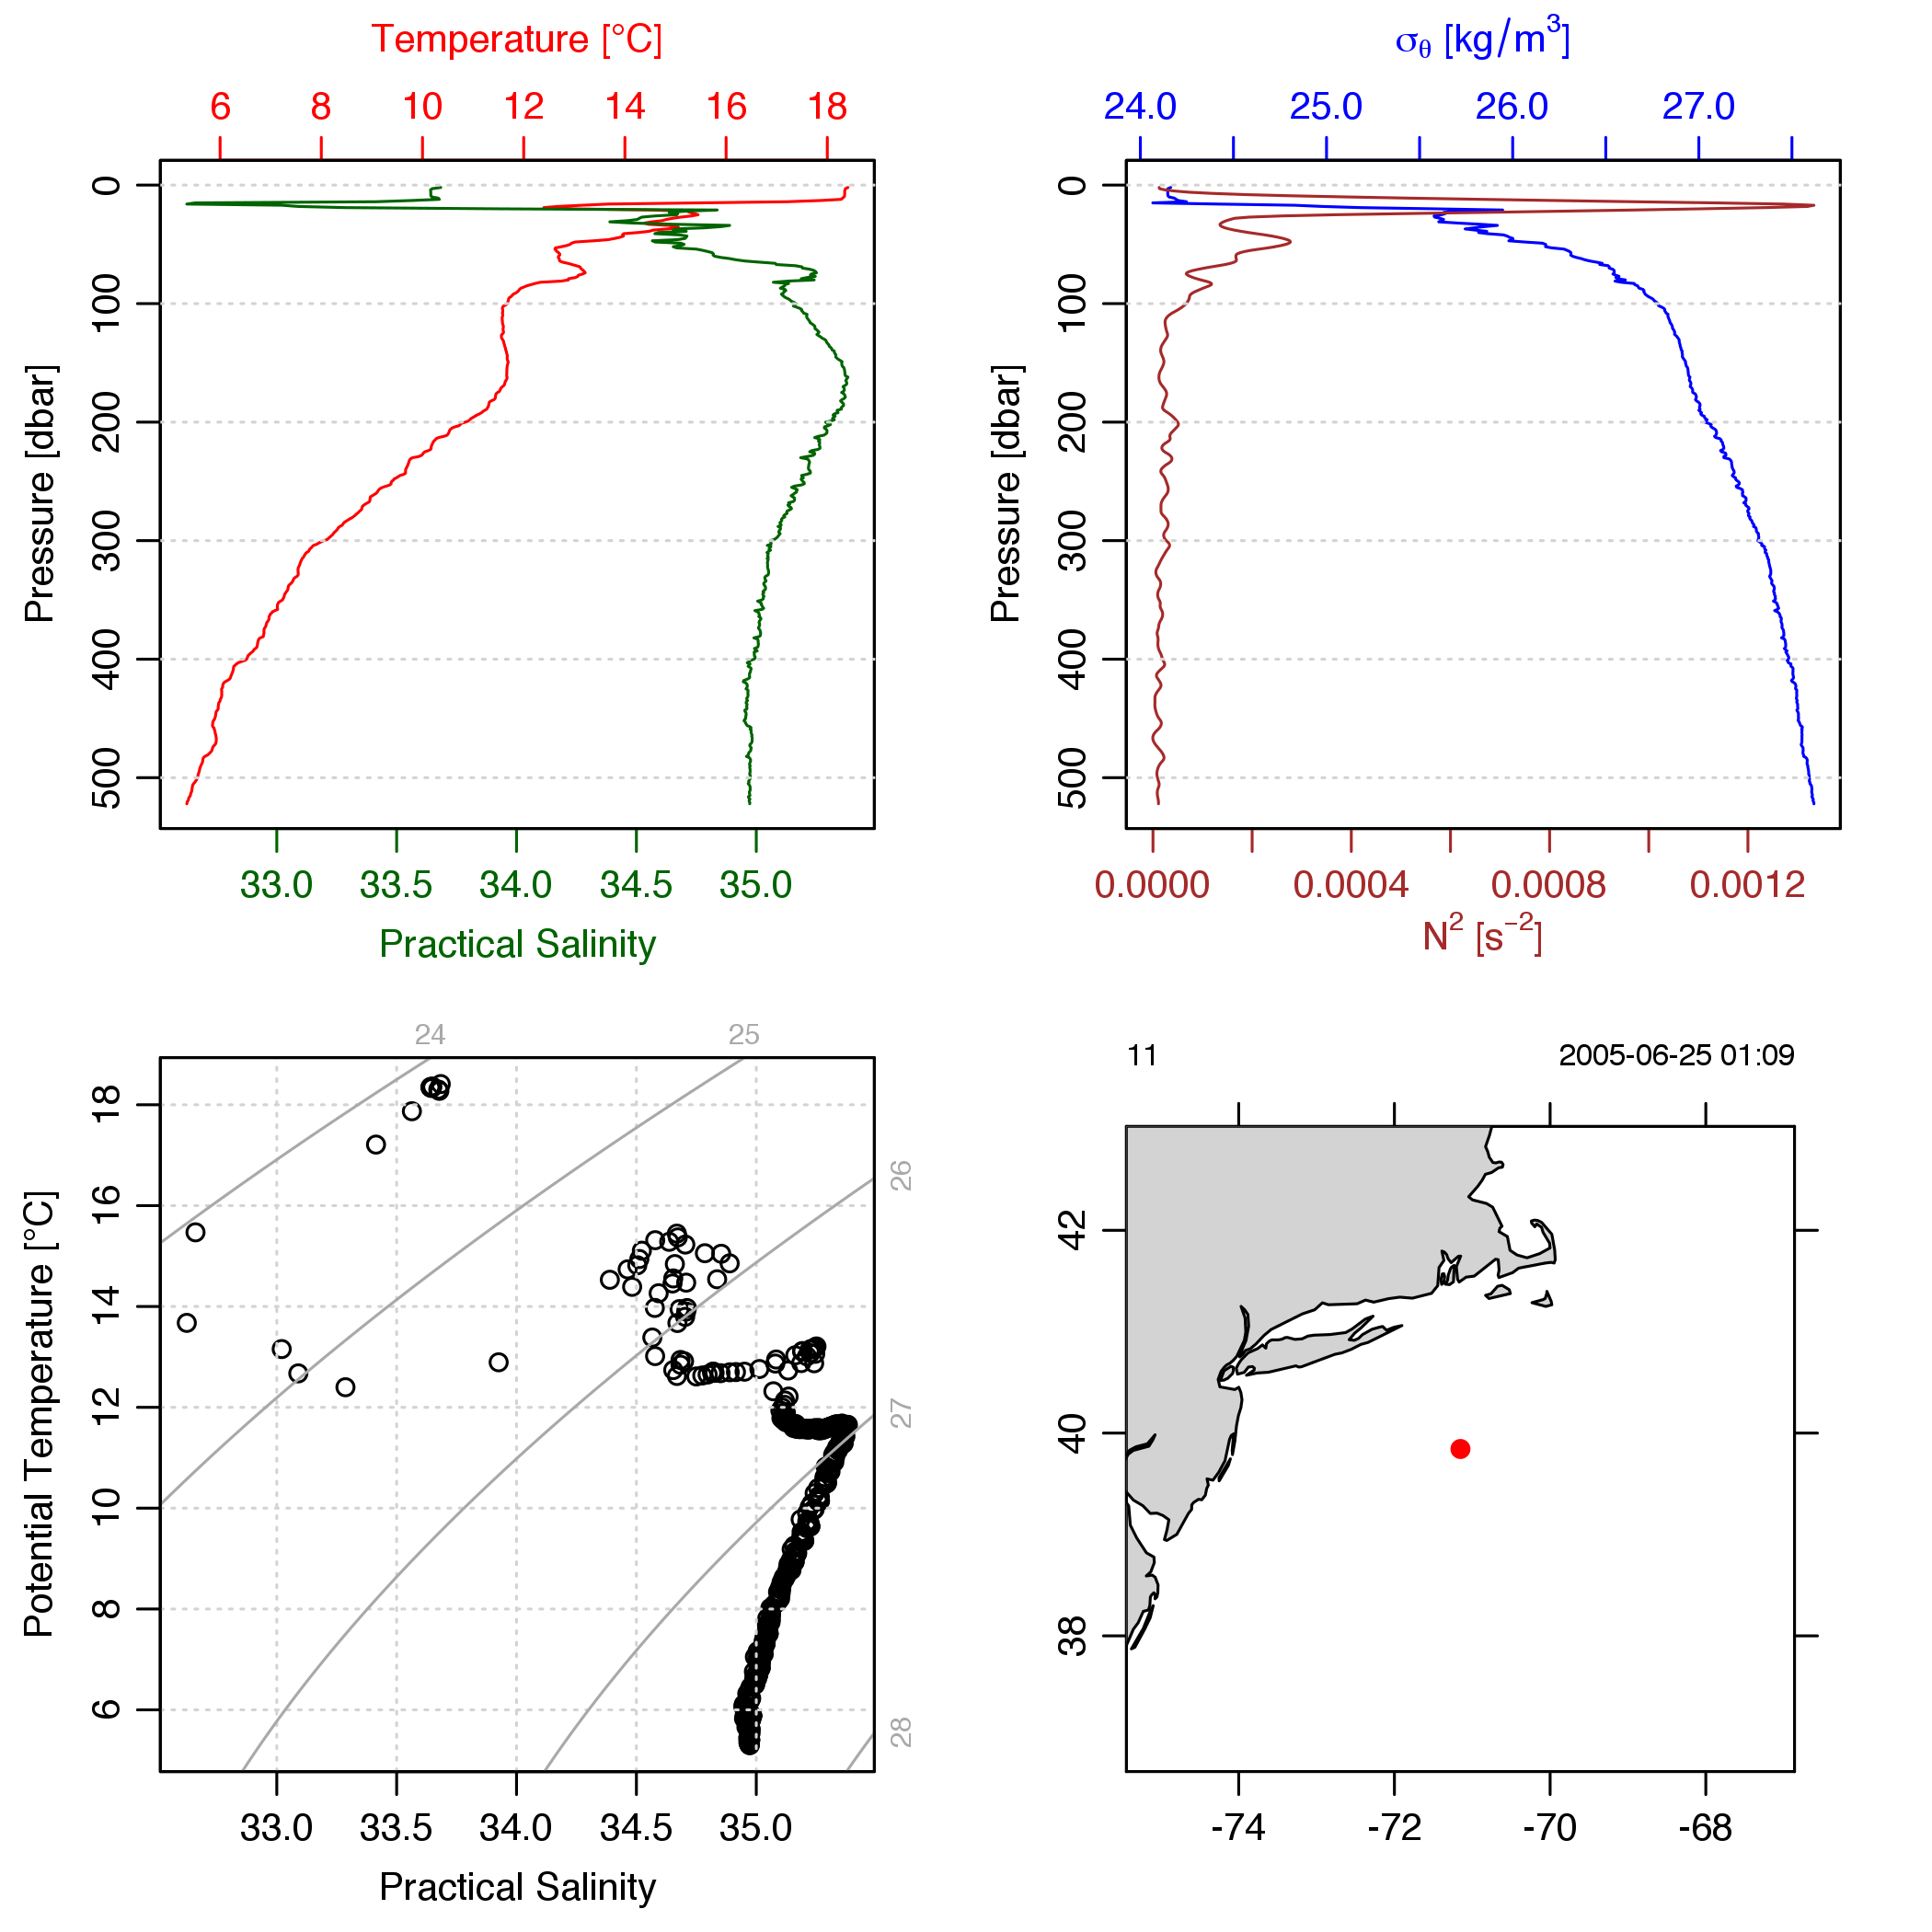 Temperature [°C]
6 8 10 12 14 16 18
0
100
200
300
400
500
Pressure [dbar]
33.0 33.5 34.0 34.5 35.0
Practical Salinity
σθ [kg/m³]
24.0 25.0 26.0 27.0
0
100
200
300
400
500
Pressure [dbar]
0.0000 0.0004 0.0008 0.0012
N² [s⁻²]
24 25
26
27
28
18
16
14
12
10
8
6
Potential Temperature [°C]
33.0 33.5 34.0 34.5 35.0
Practical Salinity
11 2005-06-25 01:09
42
40
38
-74 -72 -70 -68